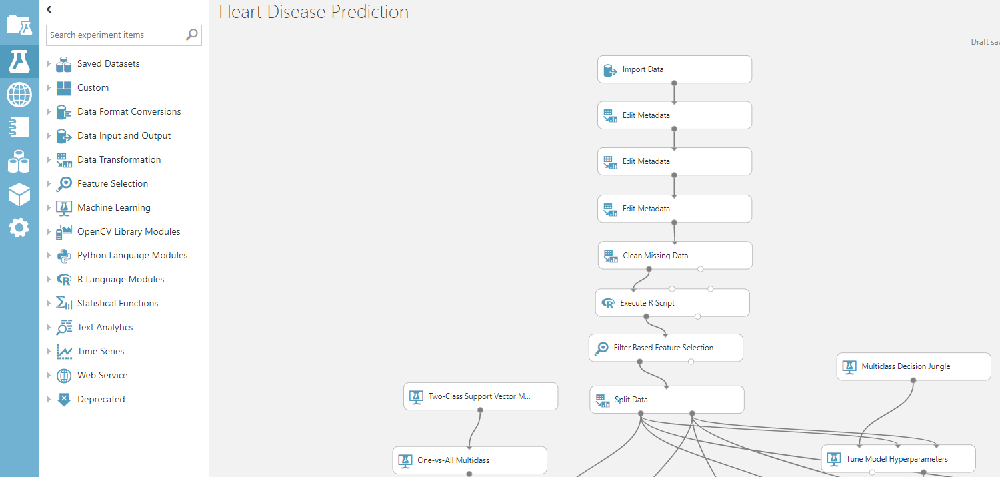 Heart Disease Prediction
Search experiment items
Draft sav
Saved Datasets
Custom
Data Format Conversions
Data Input and Output
Data Transformation
Feature Selection
Machine Learning
OpenCV Library Modules
Python Language Modules
R Language Modules
Statistical Functions
Text Analytics
Time Series
Web Service
Deprecated
Import Data
Edit Metadata
Edit Metadata
Edit Metadata
Clean Missing Data
Execute R Script
Filter Based Feature Selection
Multiclass Decision Jungle
Two-Class Support Vector M...
Split Data
One-vs-All Multiclass
Tune Model Hyperparameters